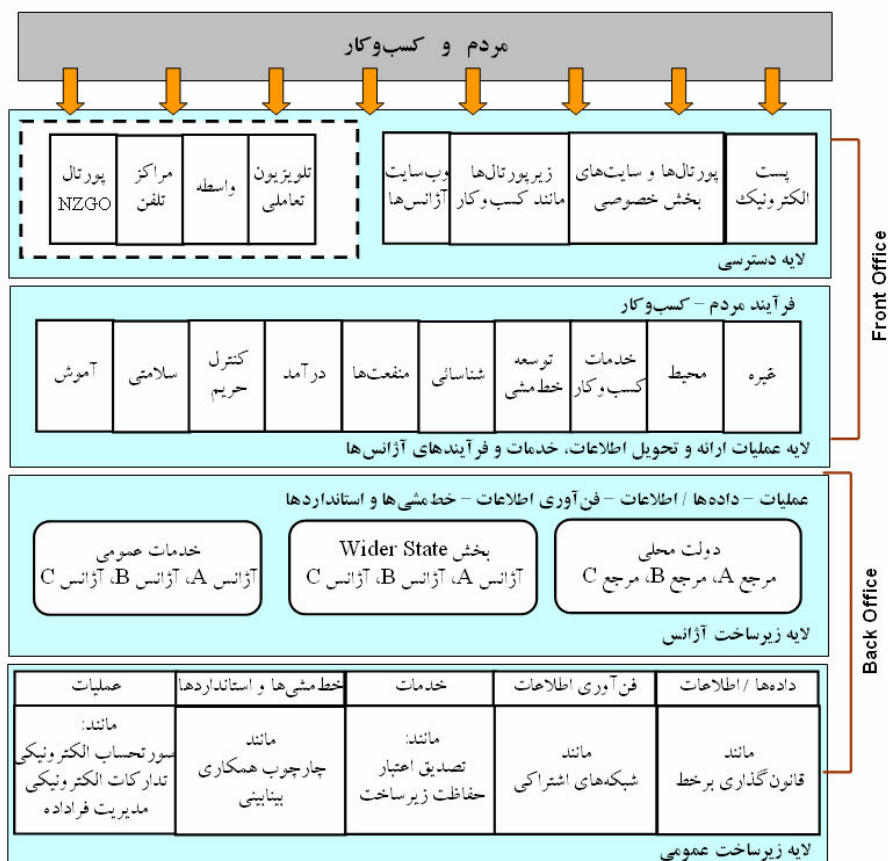 مردم و کسب‌وکار
پست
الکترونیک
پورتال‌ها و سایت‌های
بخش خصوصی
زیرپورتال‌ها
مانند کسب‌وکار
وب‌سایت
آژانس‌ها
تلویزیون
تعاملی
واسطه
مراکز
تلفن
پورتال
NZGO
لایه دسترسی
Front Office
فرآیند مردم – کسب‌وکار
غیره
محیط
خدمات
کسب‌وکار
توسعه
خط‌مشی
شناسائی
منفعت‌ها
درآمد
کنترل
حریم
سلامتی
آموش
لایه عملیات ارائه و تحویل اطلاعات، خدمات و فرآیندهای آژانس‌ها
Back Office
عملیات – داده‌ها / اطلاعات – فن‌آوری اطلاعات – خط‌مشی‌ها و استانداردها
دولت محلی
مرجع A، مرجع B، مرجع C
بخش Wider State
آژانس A، آژانس B، آژانس C
خدمات عمومی
آژانس A، آژانس B، آژانس C
لایه زیرساخت آژانس
داده‌ها / اطلاعات
مانند
قانون‌گذاری برخط
فن‌آوری اطلاعات
مانند
شبکه‌های اشتراکی
خدمات
مانند:
تصدیق اعتبار
حفاظت زیرساخت
خط‌مشی‌ها و استانداردها
مانند
چارچوب همکاری
بینابینی
عملیات
مانند:
صورتحساب الکترونیکی
تدارکات الکترونیکی
مدیریت فراداده
لایه زیرساخت عمومی